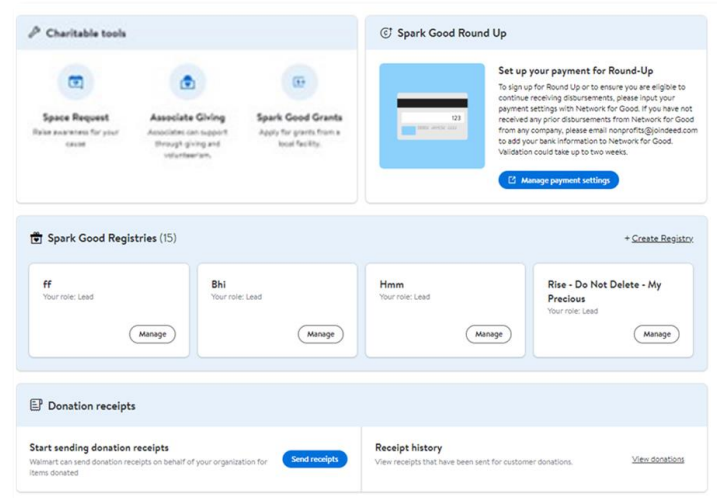 Charitable tools
Space Request
Raise awareness for your
cause
Associate Giving
Associates can support
through giving and
volunteerism.
Spark Good Grants
Apply for grants from a
local facility.
Spark Good Round Up
123
Set up your payment for Round-Up
To sign up for Round Up or to ensure you are eligible to
continue receiving disbursements, please input your
payment settings with Network for Good. If you have not
received any prior disbursements from Network for Good
from any company, please email nonprofits@joindeed.com
to add your bank information to Network for Good.
Validation could take up to two weeks.
Manage payment settings
Spark Good Registries (15)
+ Create Registry
ff
Your role: Lead
Manage
Bhi
Your role: Lead
Manage
Hmm
Your role: Lead
Manage
Rise - Do Not Delete - My
Precious
Your role: Lead
Manage
Donation receipts
Start sending donation receipts
Walmart can send donation receipts on behalf of your organization for
items donated
Send receipts
Receipt history
View receipts that have been sent for customer donations.
View donations